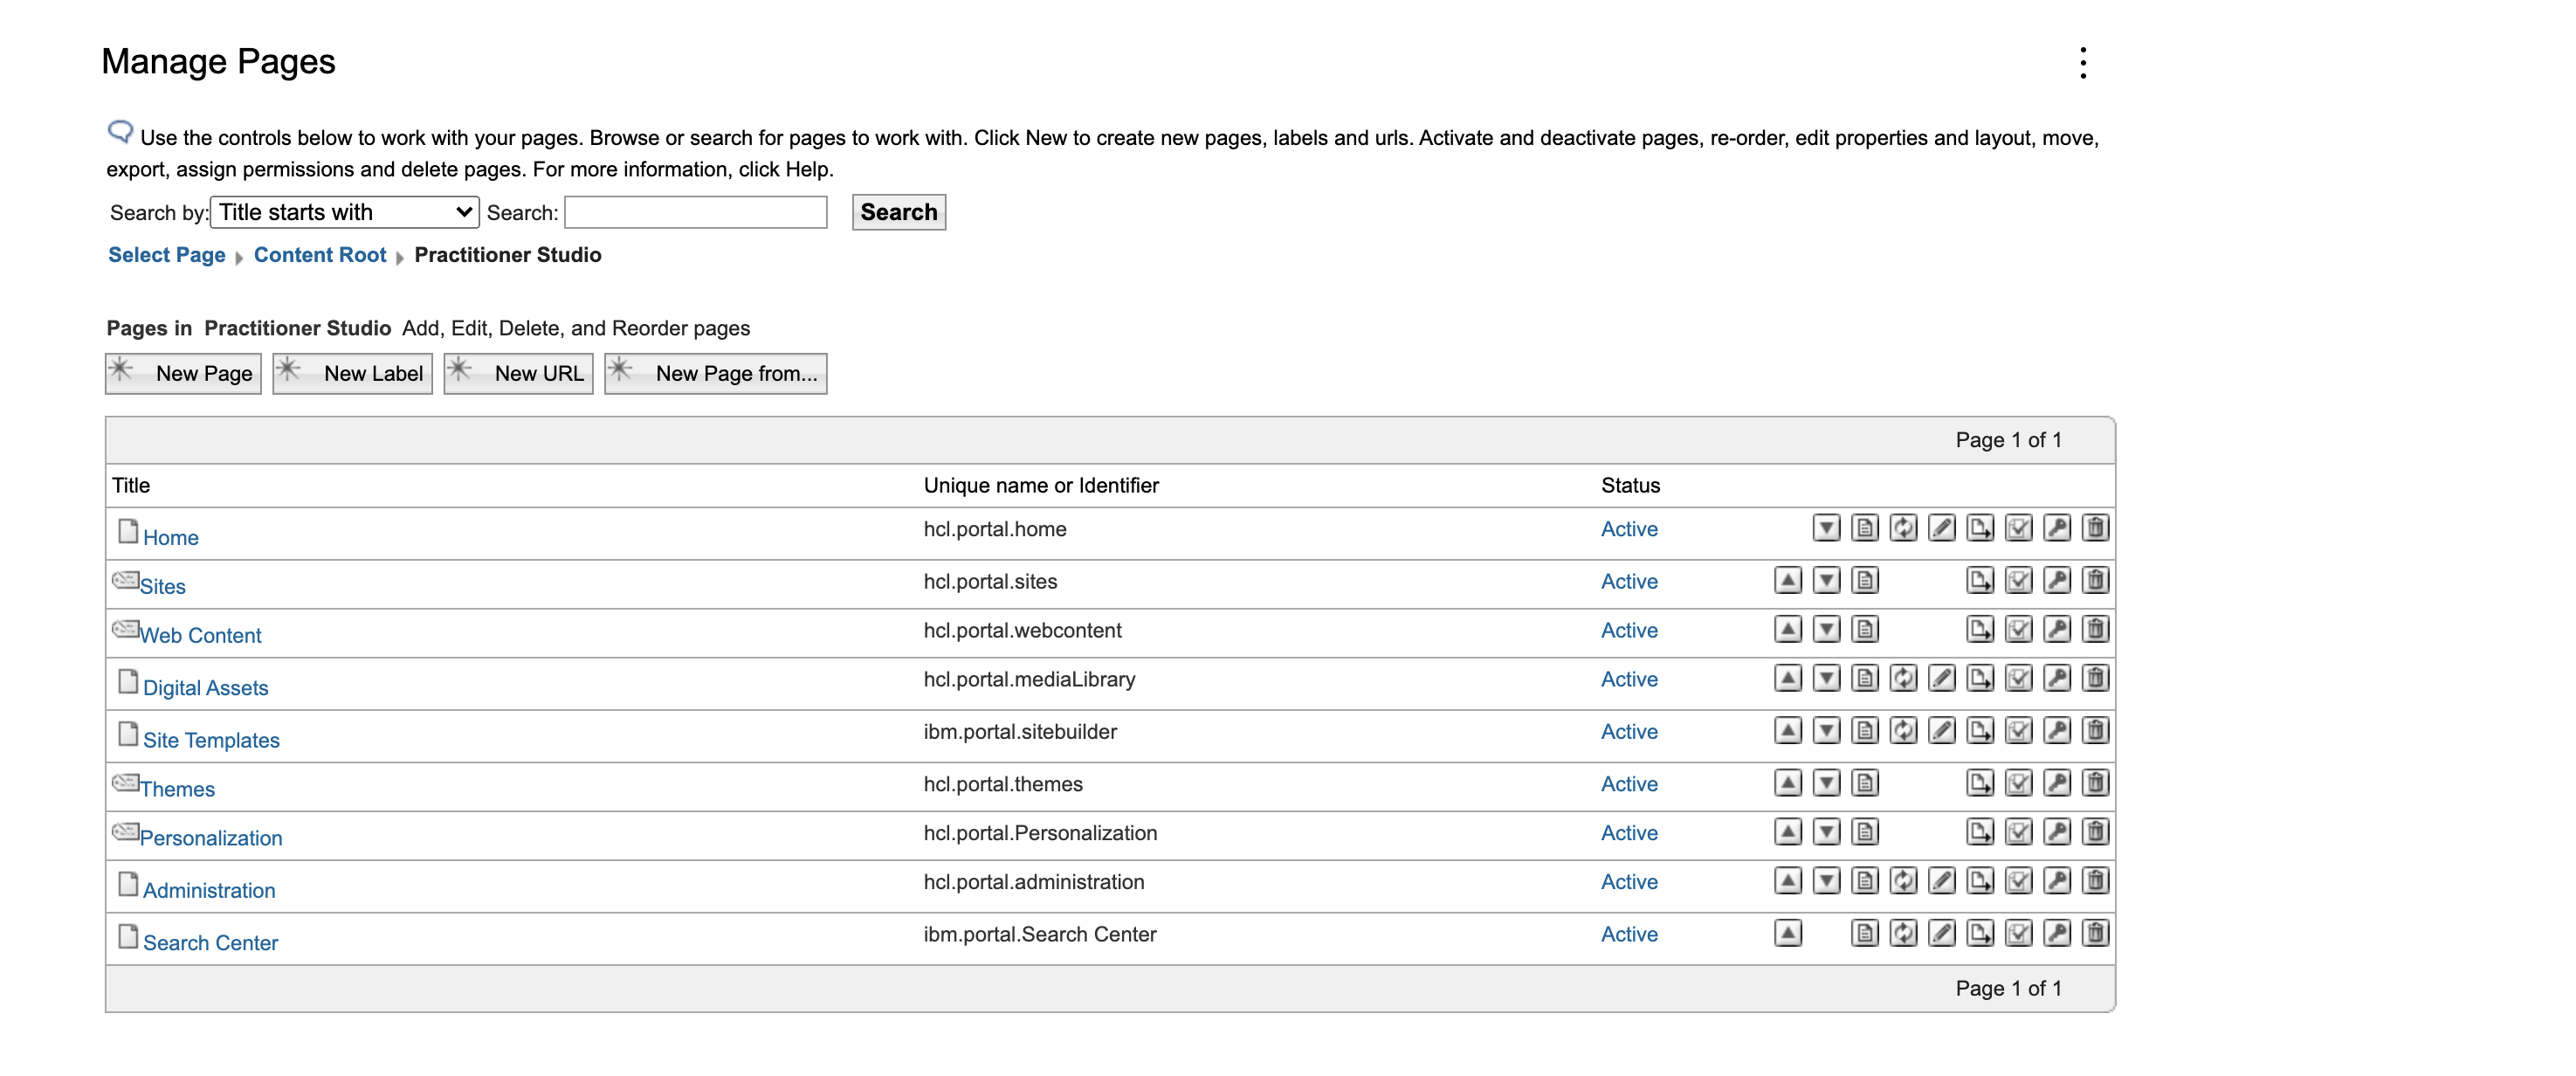 Manage Pages
Use the controls below to work with your pages. Browse or search for pages to work with. Click New to create new pages, labels and urls. Activate and deactivate pages, re-order, edit properties and layout, move,
export, assign permissions and delete pages. For more information, click Help.
Search by: Title starts with Search: Search
Select Page Content Root Practitioner Studio
Pages in Practitioner Studio Add, Edit, Delete, and Reorder pages
New Page New Label New URL New Page from...
Page 1 of 1
Title Unique name or Identifier Status
Home hcl.portal.home Active
Sites hcl.portal.sites Active
Web Content hcl.portal.webcontent Active
Digital Assets hcl.portal.mediaLibrary Active
Site Templates ibm.portal.sitebuilder Active
Themes hcl.portal.themes Active
Personalization hcl.portal.Personalization Active
Administration hcl.portal.administration Active
Search Center ibm.portal.Search Center Active
Page 1 of 1